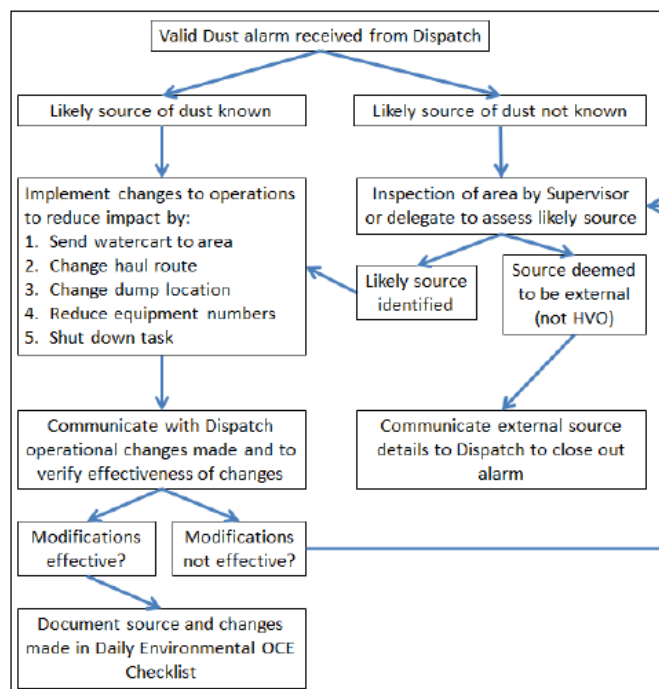 Valid Dust alarm received from Dispatch
Likely source of dust known
Likely source of dust not known
Implement changes to operations
to reduce impact by:
1. Send watercart to area
2. Change haul route
3. Change dump location
4. Reduce equipment numbers
5. Shut down task
Inspection of area by Supervisor
or delegate to assess likely source
Likely source
identified
Source deemed
to be external
(not HVO)
Communicate with Dispatch
operational changes made and to
verify effectiveness of changes
Communicate external source
details to Dispatch to close out
alarm
Modifications
effective?
Modifications
not effective?
Document source and changes
made in Daily Environmental OCE
Checklist